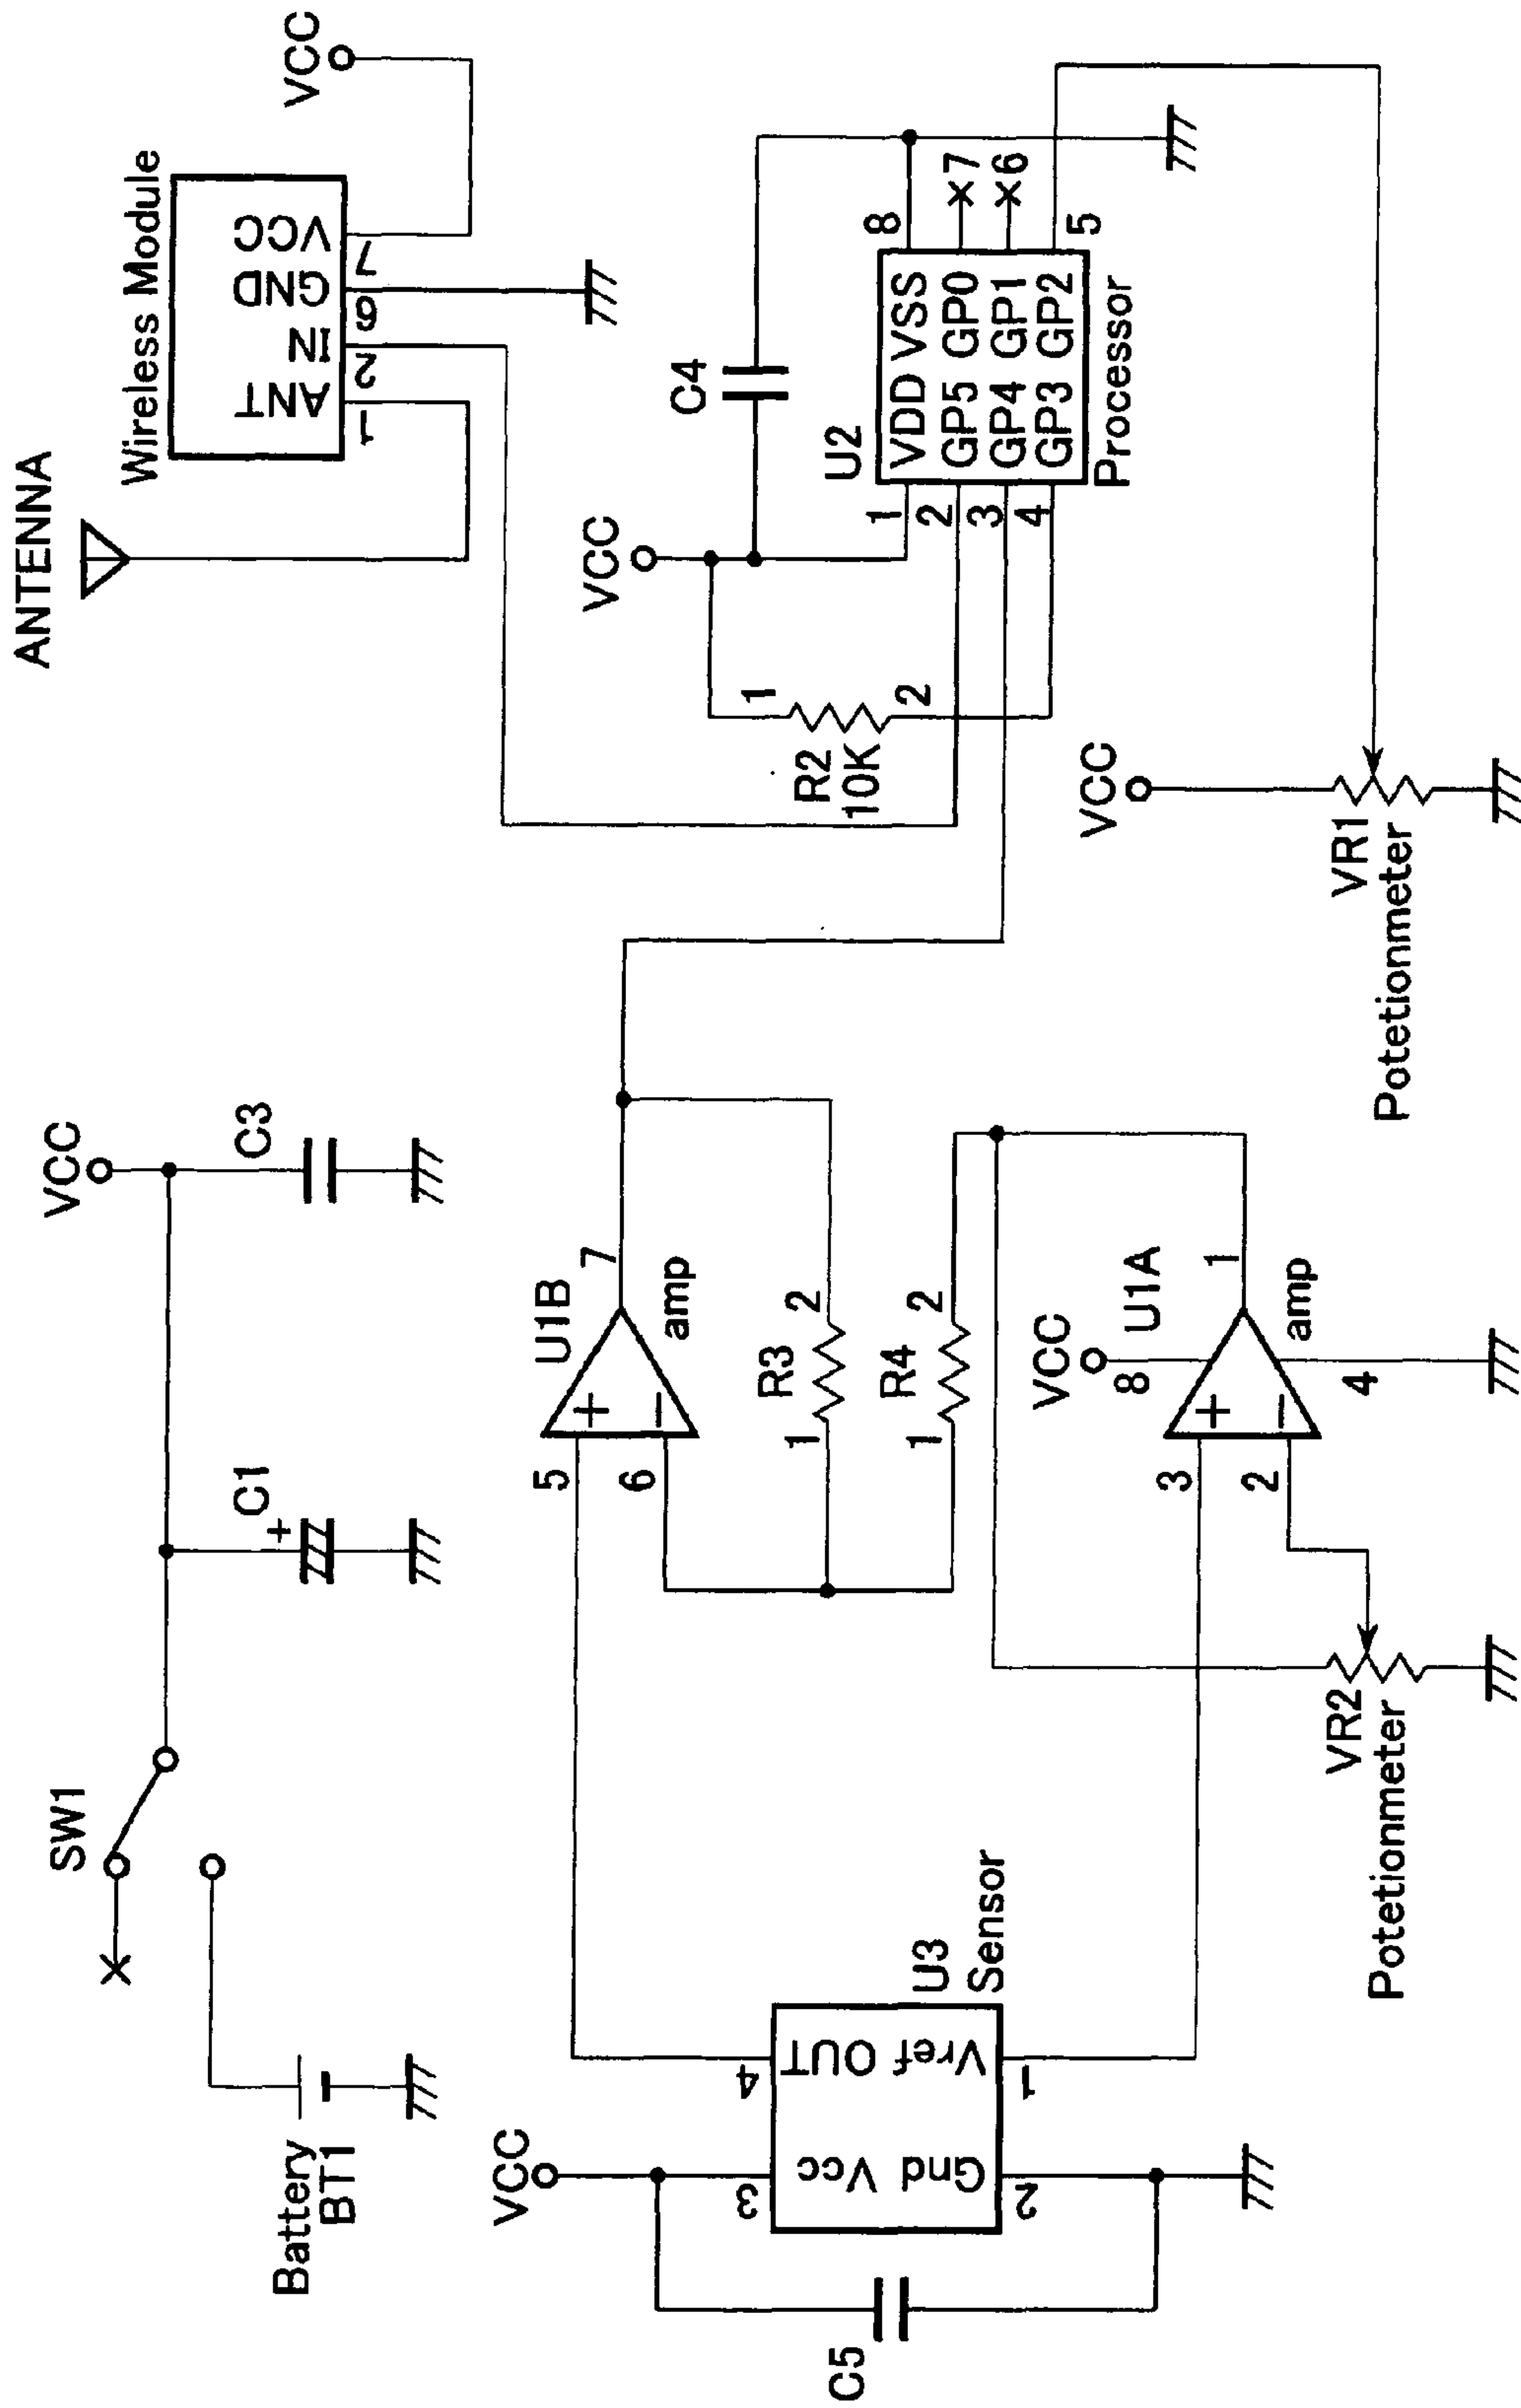 ANTENNA
Wireless Module
ANT IN GND VCC
1 2 6 7
VCC
VCC
C4
R2
10K
1
2
U2
VDD VSS
GP5 GP0
GP4 GP1
GP3 GP2
Processor
1
2
3
4
8
7
6
5
VCC
VR1
Potetionmeter
SW1
Battery
BT1
C1
+
VCC
C3
U1B
amp
+
−
5
6
7
R3
1
2
R4
1
2
VCC
U1A
amp
+
−
3
2
8
4
1
VR2
Potetionmeter
VCC
U3
Sensor
Vcc OUT
Gnd Vref
3
4
2
1
C5